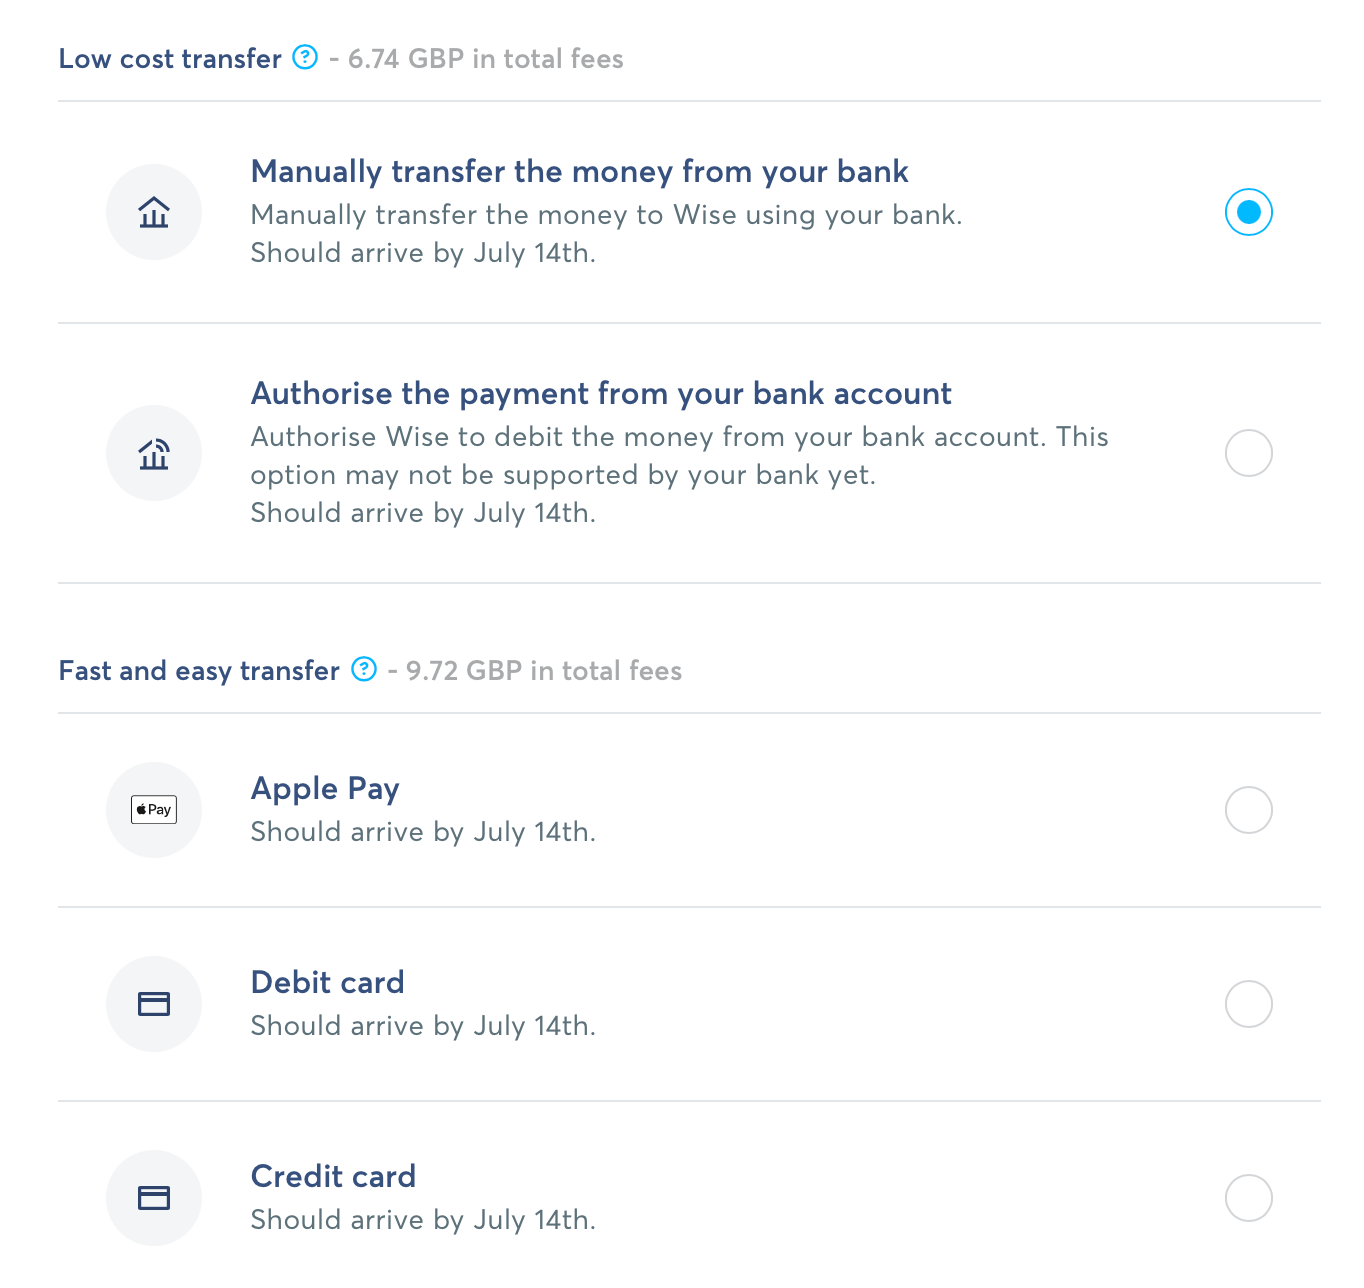 Low cost transfer ? - 6.74 GBP in total fees
Manually transfer the money from your bank
Manually transfer the money to Wise using your bank.
Should arrive by July 14th.
Authorise the payment from your bank account
Authorise Wise to debit the money from your bank account. This
option may not be supported by your bank yet.
Should arrive by July 14th.
Fast and easy transfer ? - 9.72 GBP in total fees
Pay
Apple Pay
Should arrive by July 14th.
Debit card
Should arrive by July 14th.
Credit card
Should arrive by July 14th.